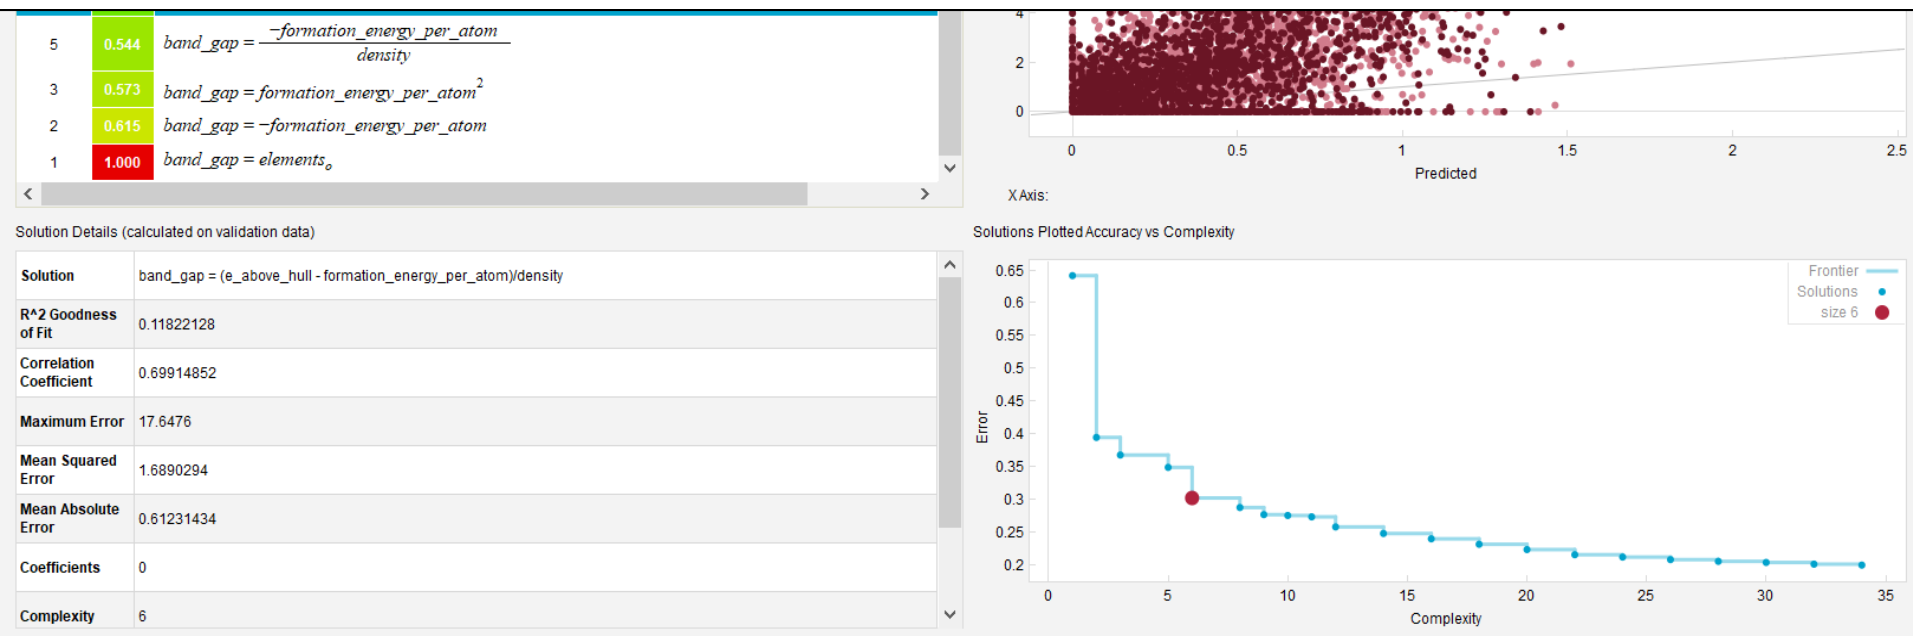 5 0.544 band_gap = −formation_energy_per_atom
density
3 0.573 band_gap = formation_energy_per_atom²
2 0.615 band_gap = −formation_energy_per_atom
1 1.000 band_gap = elementsₒ
Solution Details (calculated on validation data)
Solution band_gap = (e_above_hull - formation_energy_per_atom)/density
R^2 Goodness
of Fit 0.11822128
Correlation
Coefficient 0.69914852
Maximum Error 17.6476
Mean Squared
Error 1.6890294
Mean Absolute
Error 0.61231434
Coefficients 0
Complexity 6
4
2
0
0 0.5 1 1.5 2 2.5
Predicted
X Axis:
Solutions Plotted Accuracy vs Complexity
0.65
0.6
0.55
0.5
0.45
0.4
0.35
0.3
0.25
0.2
Error
Frontier
Solutions
size 6
0 5 10 15 20 25 30 35
Complexity